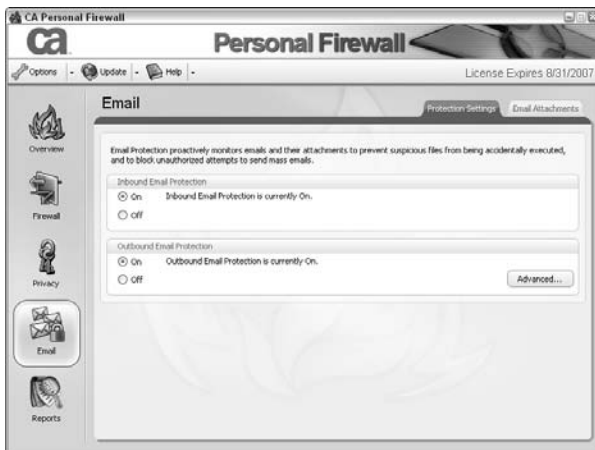 CA Personal Firewall
ca
Personal Firewall
Options
Update
Help
License Expires 8/31/2007
Overview
Firewall
Privacy
Email
Reports
Email
Protection Settings
Email Attachments
Email Protection proactively monitors emails and their attachments to prevent suspicious files from being accidentally executed,
and to block unauthorized attempts to send mass emails.
Inbound Email Protection
On Inbound Email Protection is currently On.
Off
Outbound Email Protection
On Outbound Email Protection is currently On.
Off
Advanced...